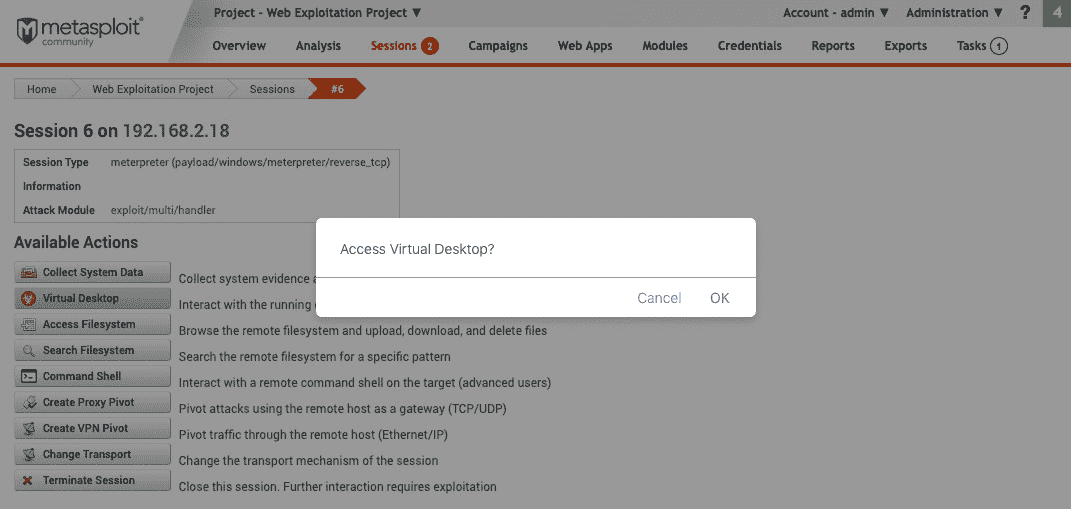 metasploit®
community
Project - Web Exploitation Project ▼
Account - admin ▼ Administration ▼ ? 4
Overview Analysis Sessions 2 Campaigns Web Apps Modules Credentials Reports Exports Tasks 1
Home Web Exploitation Project Sessions #6
Session 6 on 192.168.2.18
Session Type meterpreter (payload/windows/meterpreter/reverse_tcp)
Information
Attack Module exploit/multi/handler
Access Virtual Desktop?
Cancel OK
Available Actions
Collect System Data Collect system evidence
Virtual Desktop Interact with the running
Access Filesystem Browse the remote filesystem and upload, download, and delete files
Search Filesystem Search the remote filesystem for a specific pattern
Command Shell Interact with a remote command shell on the target (advanced users)
Create Proxy Pivot Pivot attacks using the remote host as a gateway (TCP/UDP)
Create VPN Pivot Pivot traffic through the remote host (Ethernet/IP)
Change Transport Change the transport mechanism of the session
Terminate Session Close this session. Further interaction requires exploitation